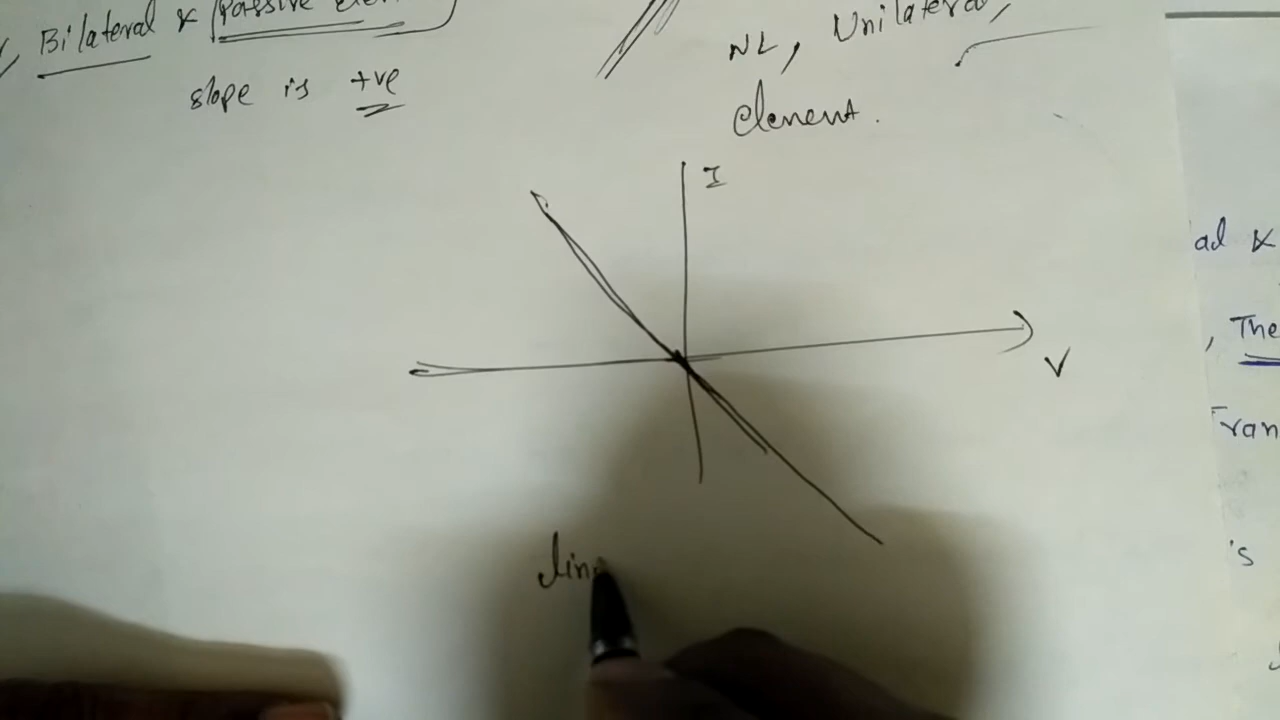 Bilateral & Passive
slope is +ve
NL, Unilateral,
element.
I
V
lin
ad &
, The
Tran
's